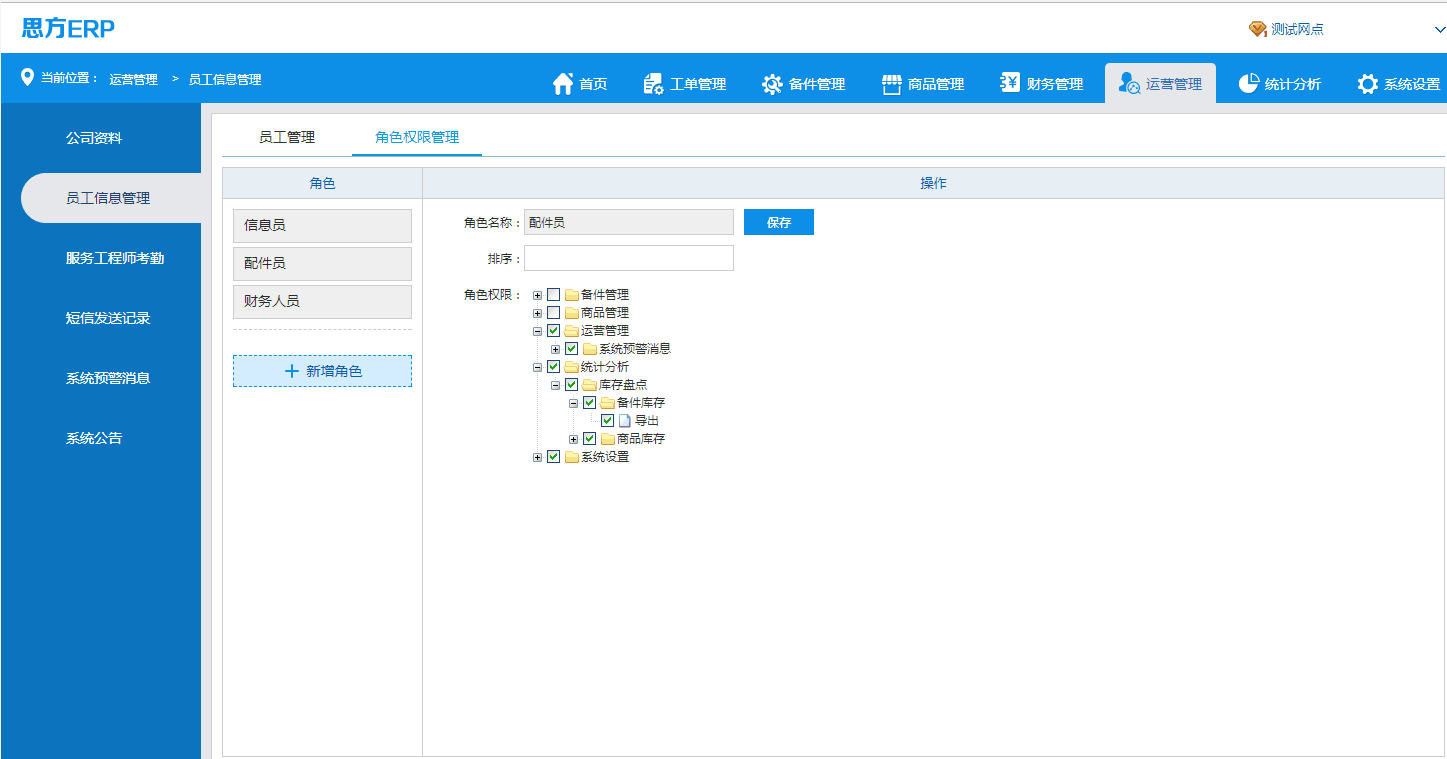 思方ERP
测试网点
当前位置： 运营管理 > 员工信息管理
首页 工单管理 备件管理 商品管理 财务管理 运营管理 统计分析 系统设置
公司资料
员工信息管理
服务工程师考勤
短信发送记录
系统预警消息
系统公告
员工管理 角色权限管理
角色 操作
信息员
配件员
财务人员
新增角色
角色名称： 配件员 保存
排序：
角色权限： 备件管理
商品管理
运营管理
系统预警消息
统计分析
库存盘点
备件库存
导出
商品库存
系统设置